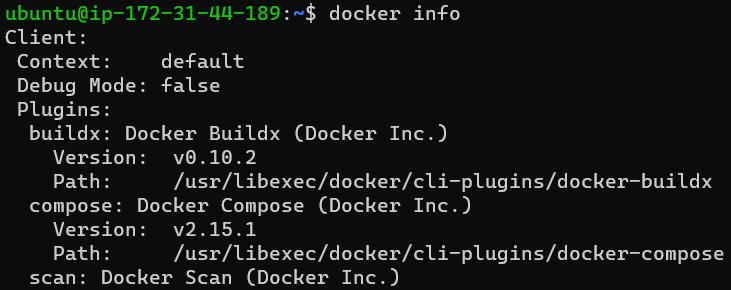 ubuntu@ip-172-31-44-189:~$ docker info
Client:
 Context:    default
 Debug Mode: false
 Plugins:
  buildx: Docker Buildx (Docker Inc.)
    Version:  v0.10.2
    Path:     /usr/libexec/docker/cli-plugins/docker-buildx
  compose: Docker Compose (Docker Inc.)
    Version:  v2.15.1
    Path:     /usr/libexec/docker/cli-plugins/docker-compose
  scan: Docker Scan (Docker Inc.)